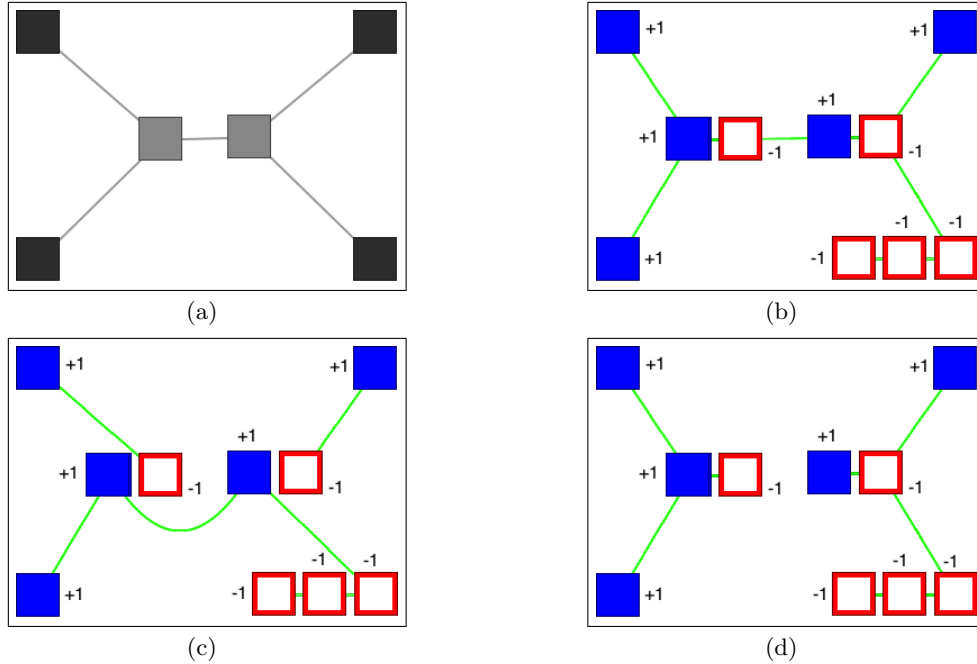 +1 +1
+1
+1 -1 -1
-1 -1
+1 -1
(a) (b)
+1 +1 +1 +1
+1 +1
+1 -1 -1 +1 -1 -1
-1 -1 -1 -1
+1 -1 +1 -1
(c) (d)